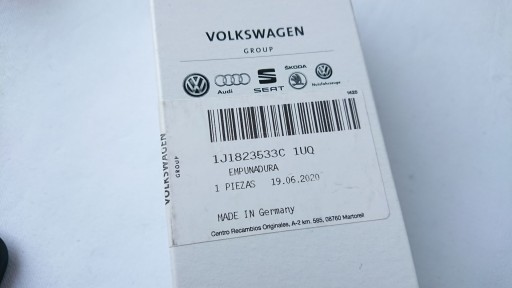 VOLKSWAGEN
GROUP
Audi
SEAT
ŠKODA
Nutzfahrzeuge
VOLKSWAGEN
GROUP
1J1823533C 1UQ
EMPUNADURA
1 PIEZAS 19.06.2020
MADE IN Germany
Centro Recambios Originales, A-2 km. 585, 08760 Martorell